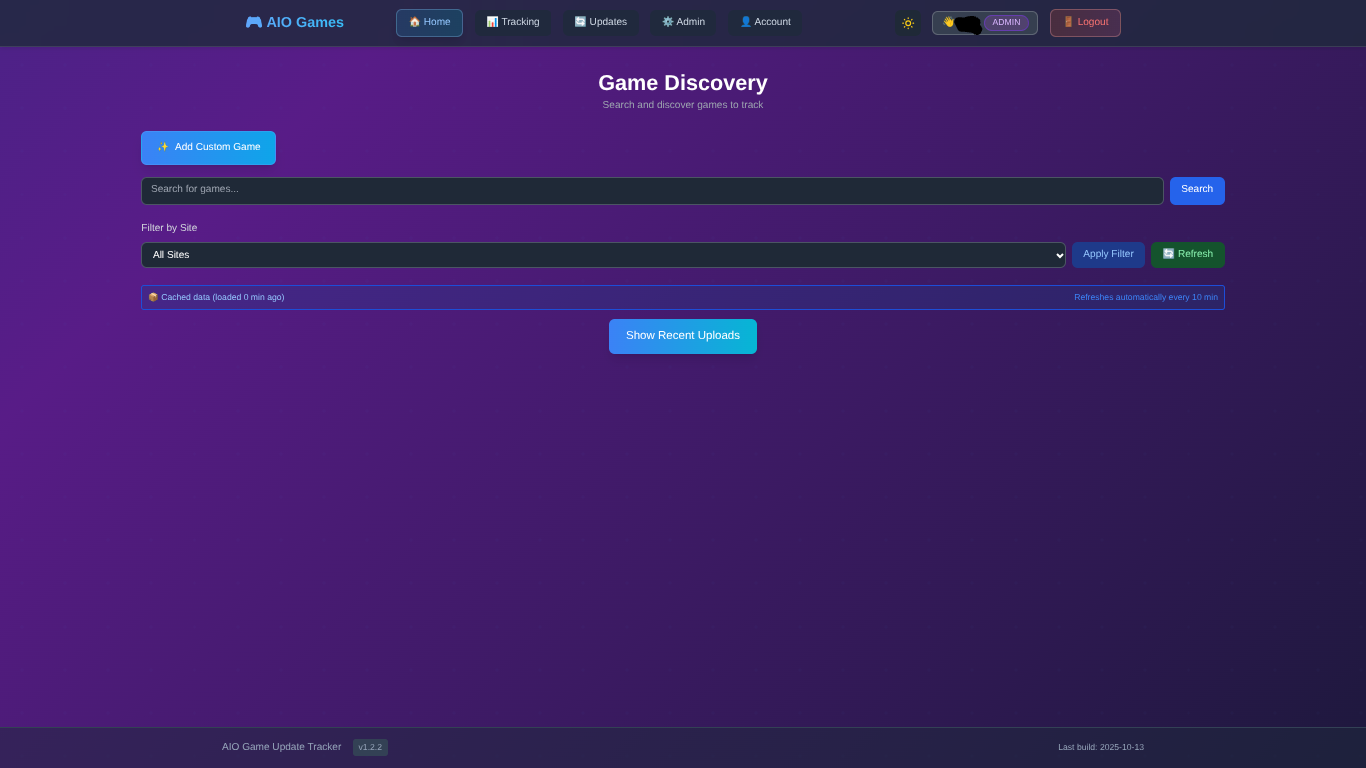 🎮 AIO Games
🏠 Home
📊 Tracking
🔄 Updates
⚙️ Admin
👤 Account
👋
ADMIN
🚪 Logout
Game Discovery
Search and discover games to track
✨ Add Custom Game
Search for games...
Search
Filter by Site
All Sites
Apply Filter
🔄 Refresh
📦 Cached data (loaded 0 min ago)
Refreshes automatically every 10 min
Show Recent Uploads
AIO Game Update Tracker
v1.2.2
Last build: 2025-10-13